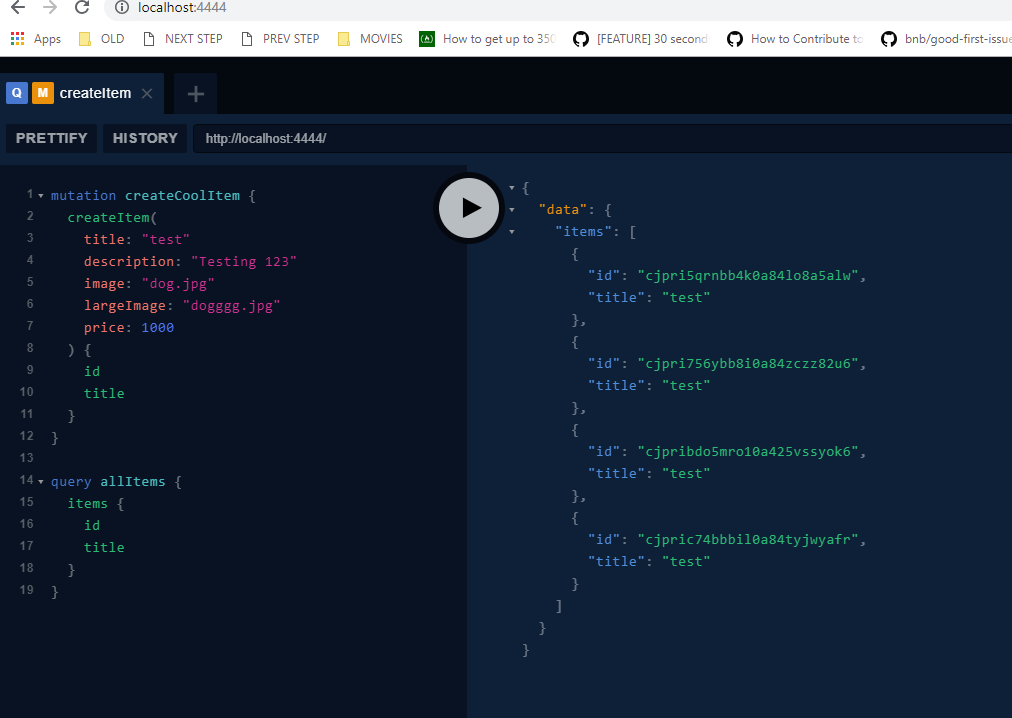 localhost:4444
Apps OLD NEXT STEP PREV STEP MOVIES How to get up to 350 [FEATURE] 30 second How to Contribute to bnb/good-first-issue
Q M createItem × +
PRETTIFY HISTORY http://localhost:4444/
1 mutation createCoolItem {
2 createItem(
3 title: "test"
4 description: "Testing 123"
5 image: "dog.jpg"
6 largeImage: "dogggg.jpg"
7 price: 1000
8 ) {
9 id
10 title
11 }
12 }
13
14 query allItems {
15 items {
16 id
17 title
18 }
19 }
{
"data": {
"items": [
{
"id": "cjpri5qrnbb4k0a84lo8a5alw",
"title": "test"
},
{
"id": "cjpri756ybb8i0a84zczz82u6",
"title": "test"
},
{
"id": "cjpribdo5mro10a425vssyok6",
"title": "test"
},
{
"id": "cjpric74bbbil0a84tyjwyafr",
"title": "test"
}
]
}
}